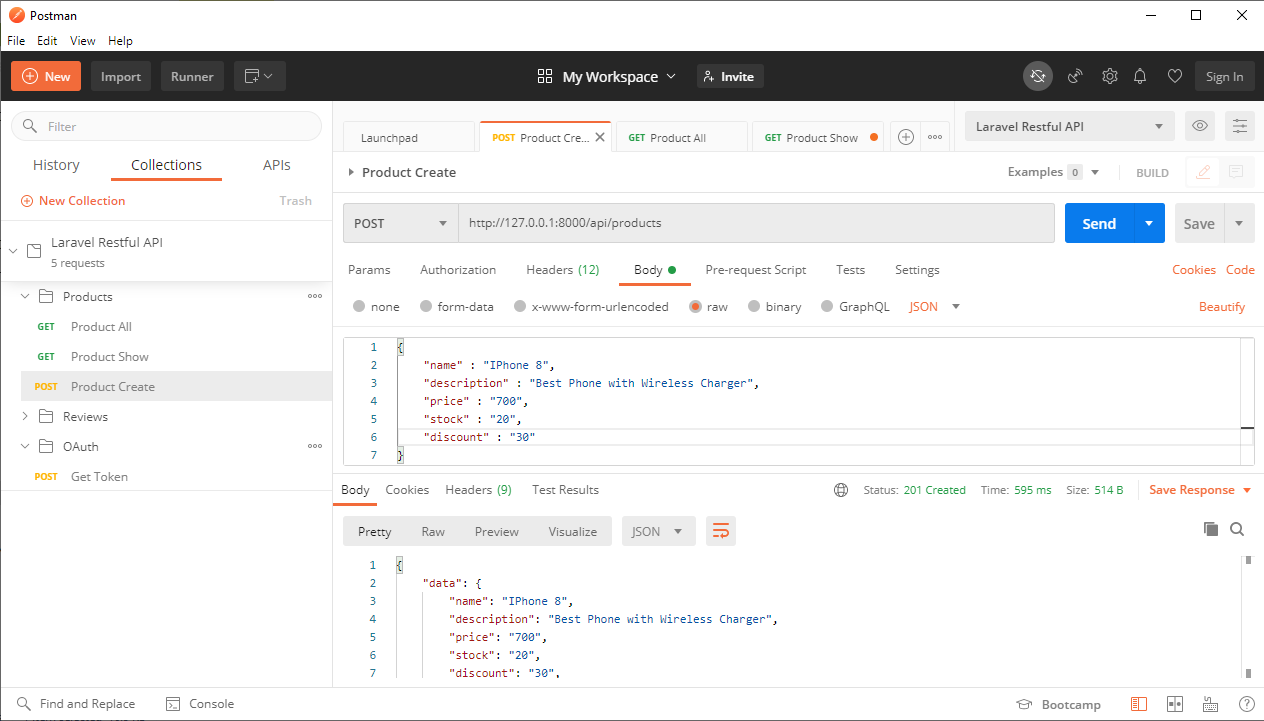 Postman
File Edit View Help
New Import Runner My Workspace Invite Sign In
Filter
History Collections APIs
New Collection Trash
Laravel Restful API
5 requests
Products
GET Product All
GET Product Show
POST Product Create
Reviews
OAuth
POST Get Token
Launchpad POST Product Cre... GET Product All GET Product Show Laravel Restful API
Product Create Examples 0 BUILD
POST http://127.0.0.1:8000/api/products Send Save
Params Authorization Headers (12) Body Pre-request Script Tests Settings Cookies Code
none form-data x-www-form-urlencoded raw binary GraphQL JSON Beautify
1 {
2 "name" : "IPhone 8",
3 "description" : "Best Phone with Wireless Charger",
4 "price" : "700",
5 "stock" : "20",
6 "discount" : "30"
7 }
Body Cookies Headers (9) Test Results Status: 201 Created Time: 595 ms Size: 514 B Save Response
Pretty Raw Preview Visualize JSON
1 {
2 "data": {
3 "name": "IPhone 8",
4 "description": "Best Phone with Wireless Charger",
5 "price": "700",
6 "stock": "20",
7 "discount": "30",
Find and Replace Console Bootcamp